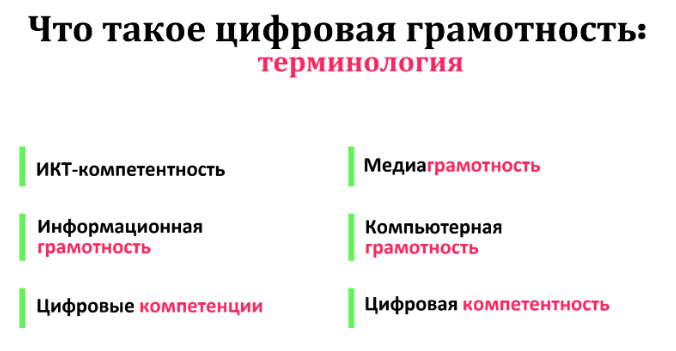 Что такое цифровая грамотность:
терминология
ИКТ-компетентность
Медиаграмотность
Информационная
грамотность
Компьютерная
грамотность
Цифровые компетенции
Цифровая компетентность